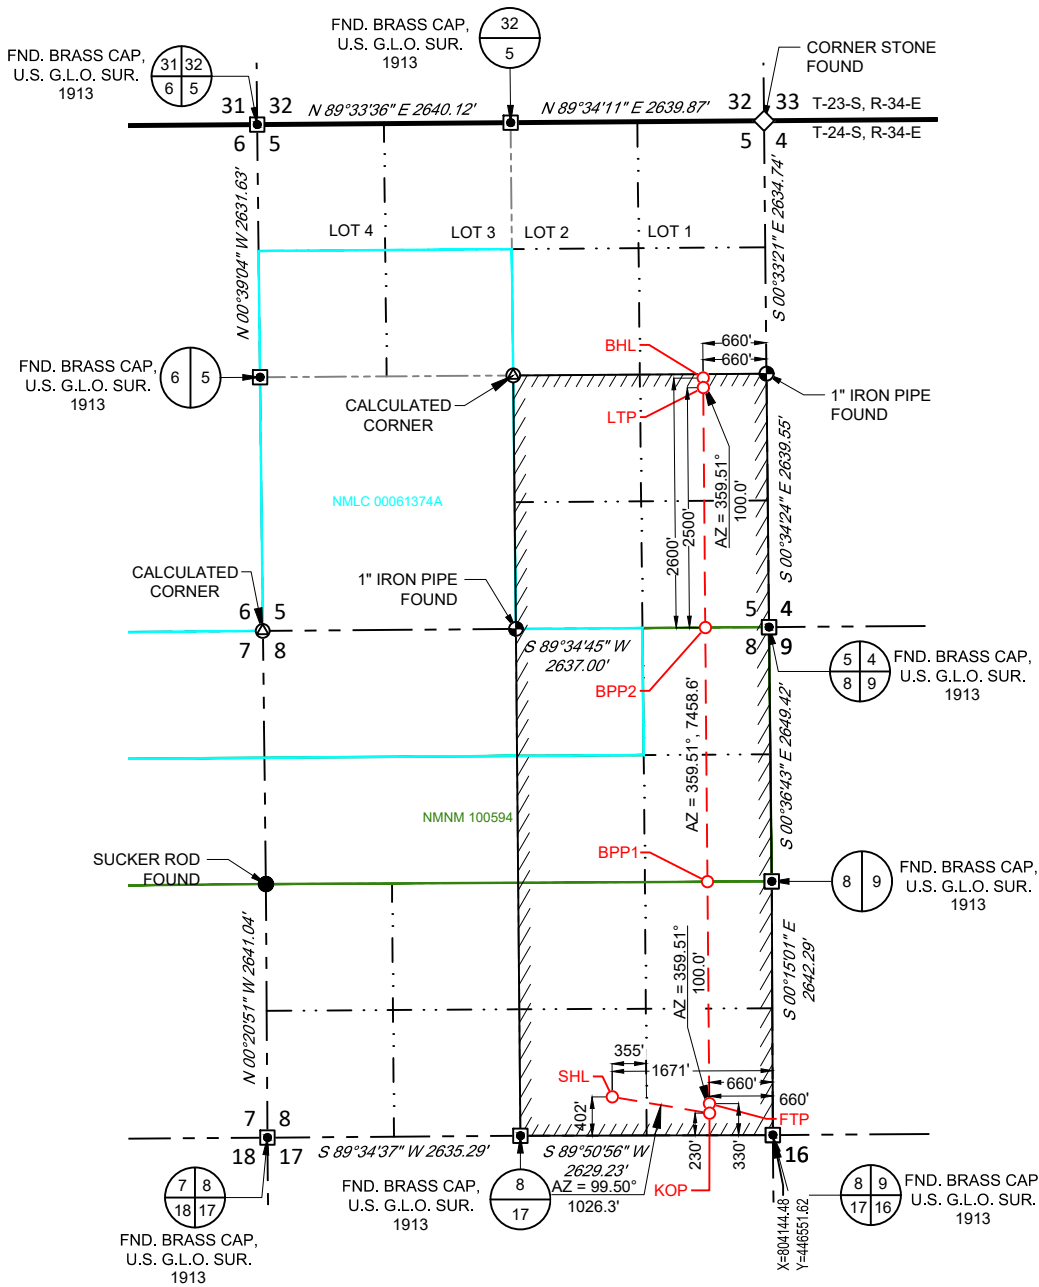 FND. BRASS CAP,
U.S. G.L.O. SUR.
1913
31 32
6 5
FND. BRASS CAP,
U.S. G.L.O. SUR.
1913
32
5
CORNER STONE
FOUND
31 32
6 5
N 89°33'36" E 2640.12'
N 89°34'11" E 2639.87'
32 33
5 4
T-23-S, R-34-E
T-24-S, R-34-E
N 00°39'04" W 2631.63'
S 00°33'21" E 2634.74'
LOT 4
LOT 3
LOT 2
LOT 1
FND. BRASS CAP,
U.S. G.L.O. SUR.
1913
6 5
CALCULATED
CORNER
BHL
LTP
660'
660'
1" IRON PIPE
FOUND
NMLC 00061374A
2600'
2500'
AZ = 359.51°
100.0'
S 00°34'24" E 2639.55'
CALCULATED
CORNER
6 5
7 8
1" IRON PIPE
FOUND
S 89°34'45" W
2637.00'
5 4
8 9
BPP2
5 4
8 9
FND. BRASS CAP,
U.S. G.L.O. SUR.
1913
AZ = 359.51°, 7458.6'
S 00°36'43" E 2649.42'
NMNM 100594
SUCKER ROD
FOUND
BPP1
8 9
FND. BRASS CAP,
U.S. G.L.O. SUR.
1913
N 00°20'51" W 2641.04'
AZ = 359.51°
100.0'
S 00°15'01" E
2642.29'
SHL
355'
1671'
660'
660'
402'
FTP
230'
330'
KOP
7 8
18 17
S 89°34'37" W 2635.29'
S 89°50'56" W
2629.23'
AZ = 99.50°
1026.3'
16
7 8
18 17
FND. BRASS CAP,
U.S. G.L.O. SUR.
1913
FND. BRASS CAP,
U.S. G.L.O. SUR.
1913
8
17
X=804144.48
Y=446551.62
8 9
17 16
FND. BRASS CAP
U.S. G.L.O. SUR.
1913